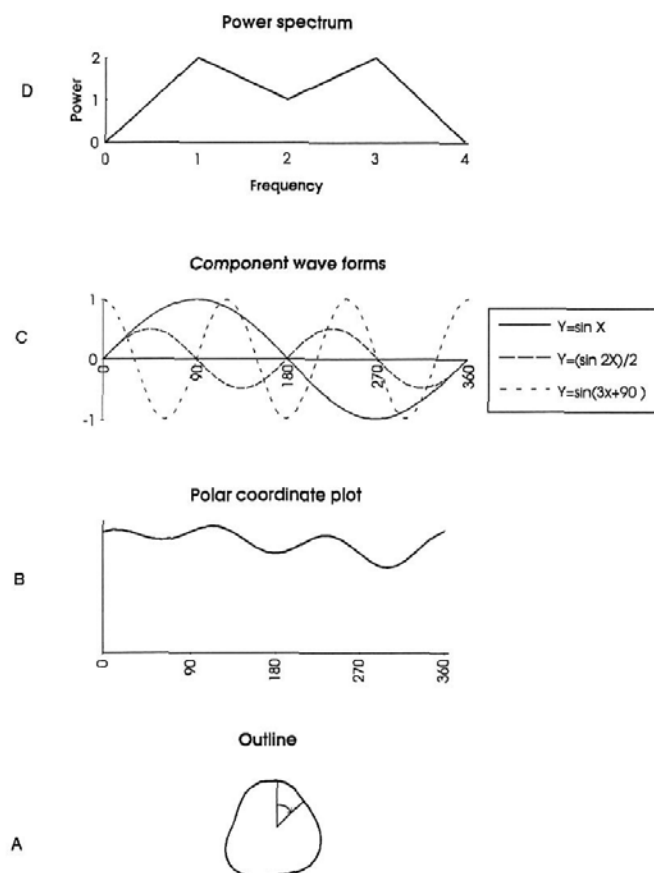 Power spectrum
D
Power
2
1
0
0 1 2 3 4
Frequency
Component wave forms
C
1
0
-1
0 90 180 270 360
Y=sin X
Y=(sin 2X)/2
Y=sin(3x+90 )
Polar coordinate plot
B
0 90 180 270 360
Outline
A